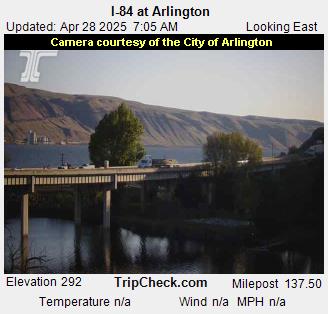 I-84 at Arlington
Updated: Apr 28 2025 7:05 AM Looking East
Camera courtesy of the City of Arlington
Elevation 292 TripCheck.com Milepost 137.50
Temperature n/a Wind n/a MPH n/a